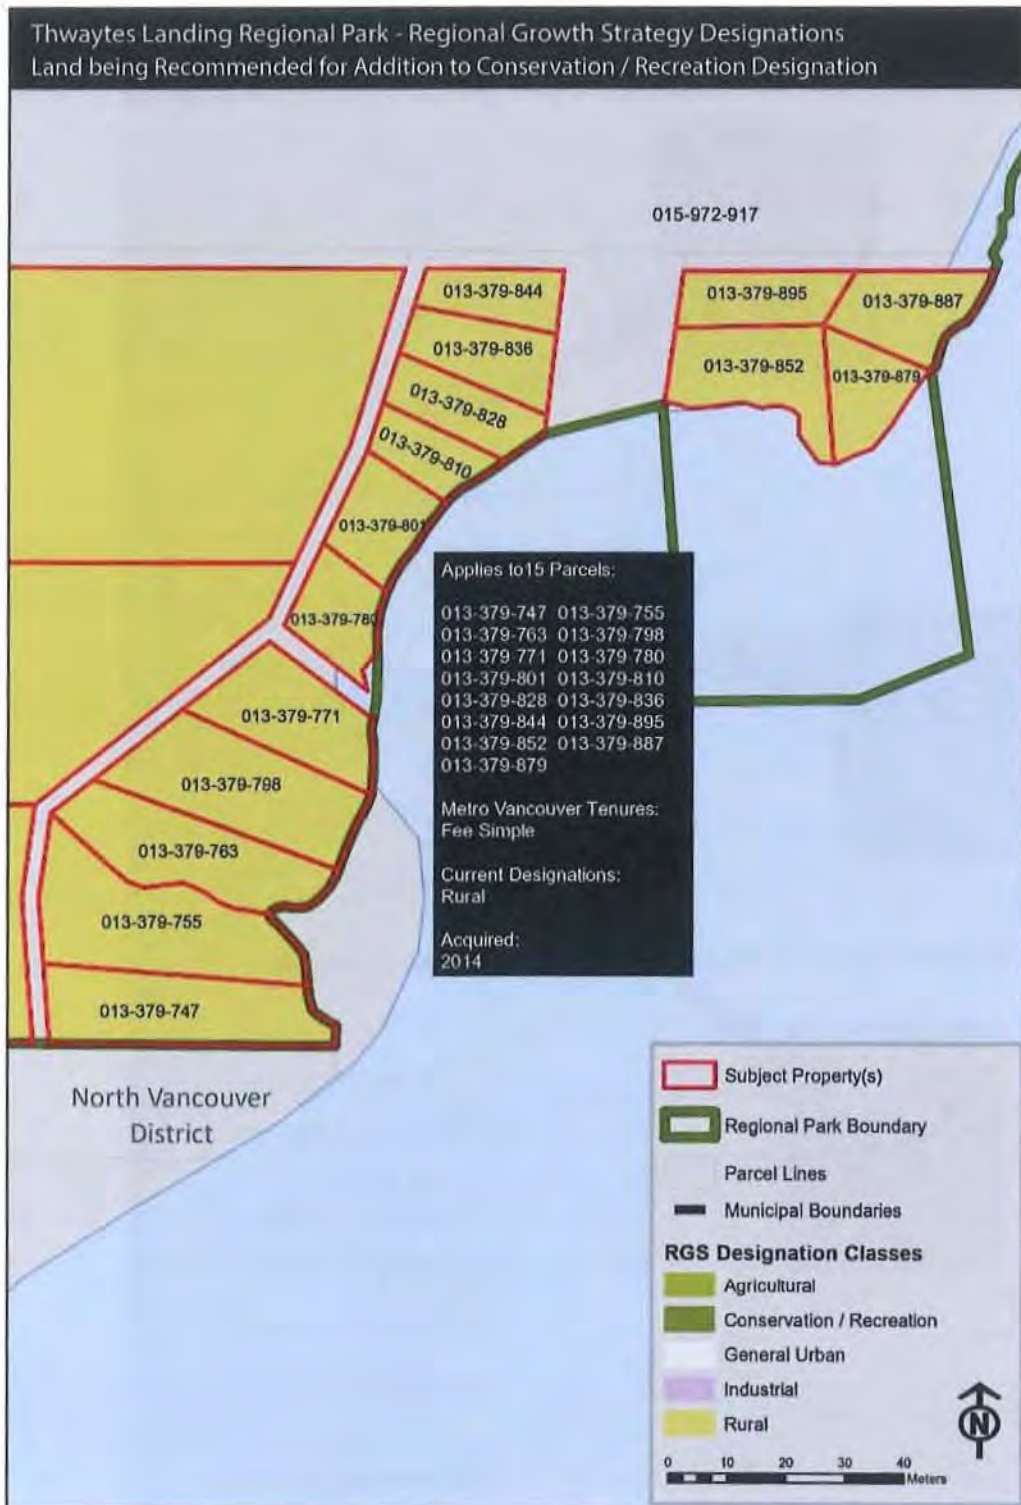 Thwaytes Landing Regional Park - Regional Growth Strategy Designations
Land being Recommended for Addition to Conservation / Recreation Designation
015-972-917
013-379-844
013-379-895
013-379-887
013-379-836
013-379-852
013-379-879
013-379-828
013-379-810
013-379-801
013-379-780
013-379-771
013-379-798
013-379-763
013-379-755
013-379-747
Applies to15 Parcels:
013-379-747 013-379-755
013-379-763 013-379-798
013-379-771 013-379-780
013-379-801 013-379-810
013-379-828 013-379-836
013-379-844 013-379-895
013-379-852 013-379-887
013-379-879
Metro Vancouver Tenures:
Fee Simple
Current Designations:
Rural
Acquired:
2014
North Vancouver
District
Subject Property(s)
Regional Park Boundary
Parcel Lines
Municipal Boundaries
RGS Designation Classes
Agricultural
Conservation / Recreation
General Urban
Industrial
Rural
N
0 10 20 30 40
Meters